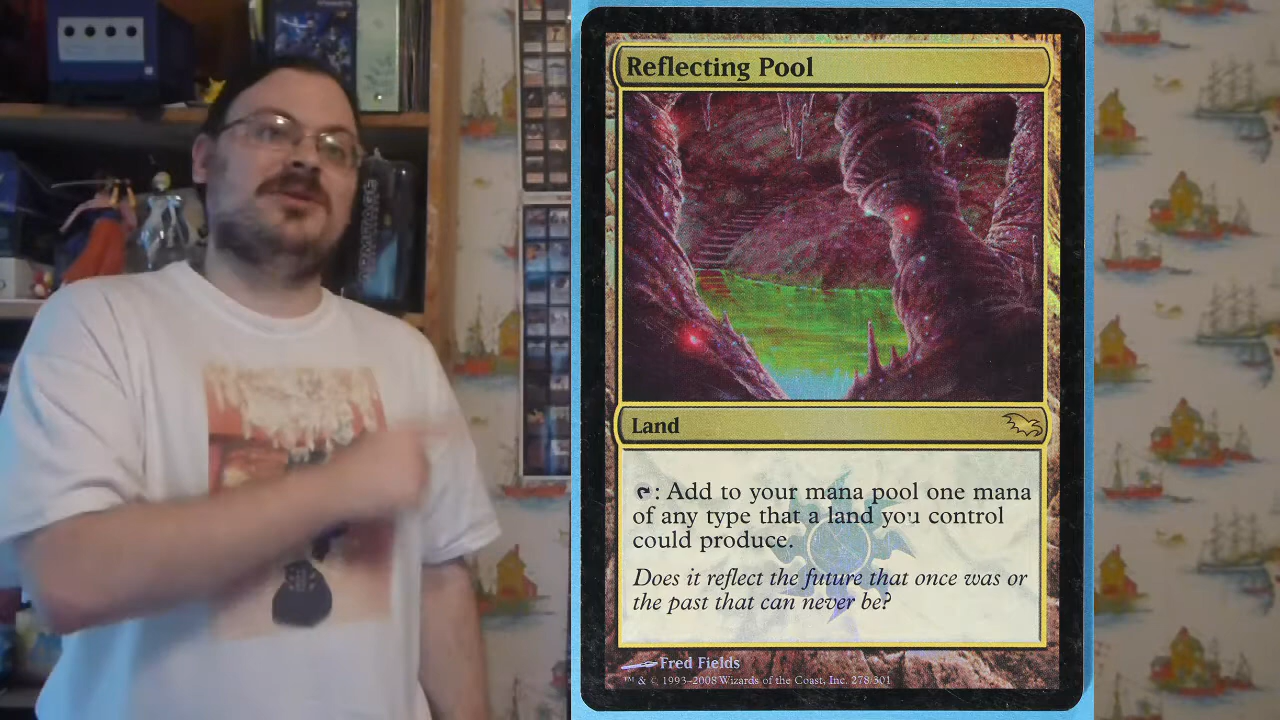 Reflecting Pool
Land
: Add to your mana pool one mana
of any type that a land you control
could produce.
Does it reflect the future that once was or
the past that can never be?
Fred Fields
™ & © 1993–2008 Wizards of the Coast, Inc. 278/301